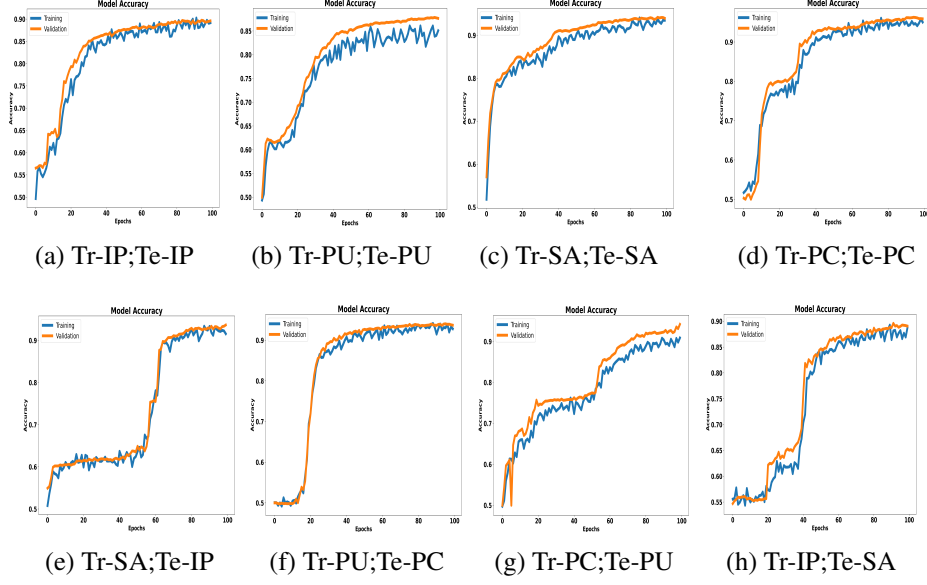 Model Accuracy
Training
Validation
0.90
0.85
0.80
0.75
0.70
0.65
0.60
0.55
0.50
Accuracy
0 20 40 60 80 100
Epochs
(a) Tr-IP;Te-IP
Model Accuracy
Training
Validation
0.85
0.80
0.75
0.70
0.65
0.60
0.55
0.50
Accuracy
0 20 40 60 80 100
Epochs
(b) Tr-PU;Te-PU
Model Accuracy
Training
Validation
0.9
0.8
0.7
0.6
0.5
Accuracy
0 20 40 60 80 100
Epochs
(c) Tr-SA;Te-SA
Model Accuracy
Training
Validation
0.9
0.8
0.7
0.6
0.5
Accuracy
0 20 40 60 80 100
Epochs
(d) Tr-PC;Te-PC
Model Accuracy
Training
Validation
0.9
0.8
0.7
0.6
0.5
Accuracy
0 20 40 60 80 100
Epochs
(e) Tr-SA;Te-IP
Model Accuracy
Training
Validation
0.9
0.8
0.7
0.6
0.5
Accuracy
0 20 40 60 80 100
Epochs
(f) Tr-PU;Te-PC
Model Accuracy
Training
Validation
0.9
0.8
0.7
0.6
0.5
Accuracy
0 20 40 60 80 100
Epochs
(g) Tr-PC;Te-PU
Model Accuracy
Training
Validation
0.90
0.85
0.80
0.75
0.70
0.65
0.60
0.55
Accuracy
0 20 40 60 80 100
Epochs
(h) Tr-IP;Te-SA